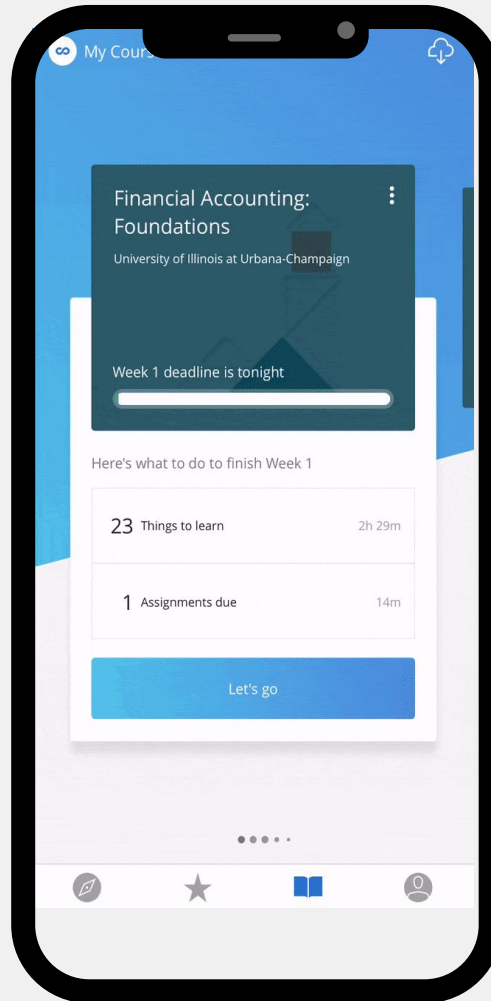 My Cour
Financial Accounting:
Foundations
University of Illinois at Urbana-Champaign
Week 1 deadline is tonight
Here's what to do to finish Week 1
23 Things to learn 2h 29m
1 Assignments due 14m
Let's go